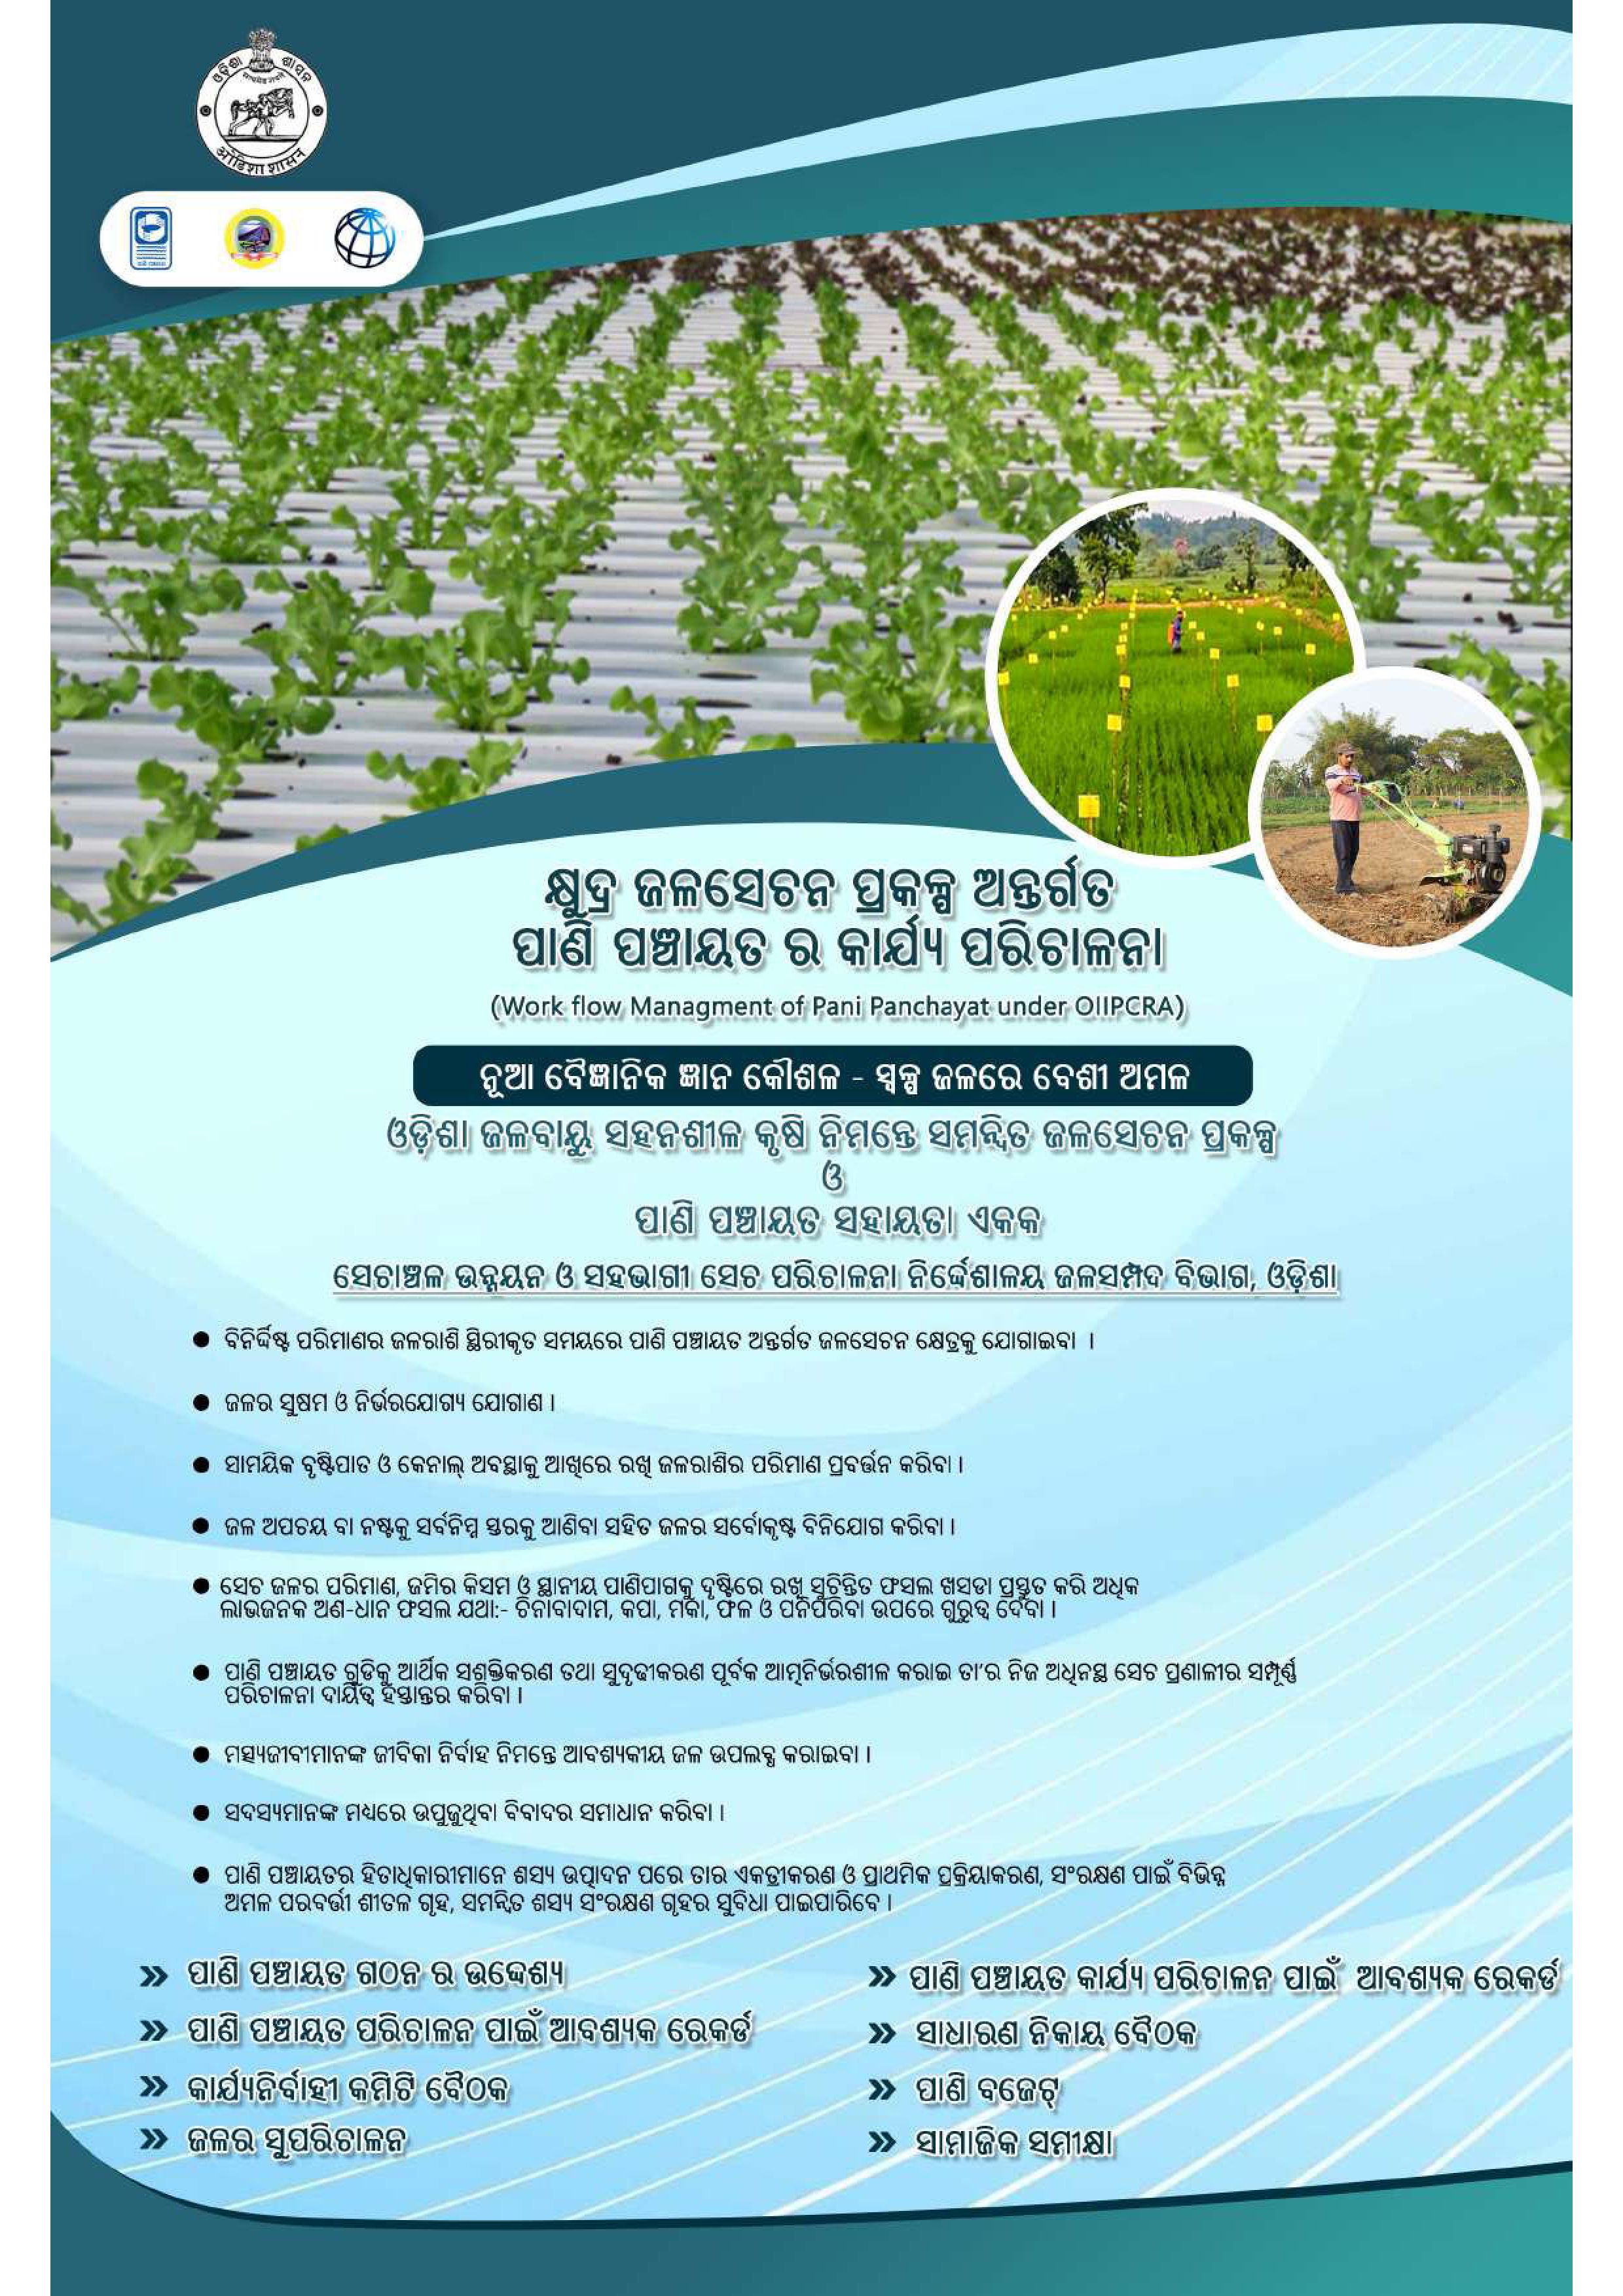 ଓଡ଼ିଶା ଶାସନ
सत्यमेव जयते
ओडिशा शासन
କ୍ଷୁଦ୍ର ଜଳସେଚନ ପ୍ରକଳ୍ପ ଅନ୍ତର୍ଗତ
ପାଣି ପଞ୍ଚାୟତ ର କାର୍ଯ୍ୟ ପରିଚାଳନା
(Work flow Managment of Pani Panchayat under OIIPCRA)
ନୂଆ ବୈଜ୍ଞାନିକ ଜ୍ଞାନ କୌଶଳ - ସ୍ୱଳ୍ପ ଜଳରେ ବେଶୀ ଅମଳ
ଓଡ଼ିଶା ଜଳବାୟୁ ସହନଶୀଳ କୃଷି ନିମନ୍ତେ ସମନ୍ୱିତ ଜଳସେଚନ ପ୍ରକଳ୍ପ
ଓ
ପାଣି ପଞ୍ଚାୟତ ସହାୟତା ଏକକ
ସେଚାଞ୍ଚଳ ଉନ୍ନୟନ ଓ ସହଭାଗୀ ସେଚ ପରିଚାଳନା ନିର୍ଦ୍ଦେଶାଳୟ ଜଳସମ୍ପଦ ବିଭାଗ, ଓଡ଼ିଶା
● ବିନିର୍ଦ୍ଦିଷ୍ଟ ପରିମାଣର ଜଳରାଶି ସ୍ଥିରୀକୃତ ସମୟରେ ପାଣି ପଞ୍ଚାୟତ ଅନ୍ତର୍ଗତ ଜଳସେଚନ କ୍ଷେତ୍ରକୁ ଯୋଗାଇବା ।
● ଜଳର ସୁଷମ ଓ ନିର୍ଭରଯୋଗ୍ୟ ଯୋଗାଣ ।
● ସାମୟିକ ବୃଷ୍ଟିପାତ ଓ କେନାଲ୍ ଅବସ୍ଥାକୁ ଆଖିରେ ରଖି ଜଳରାଶିର ପରିମାଣ ପ୍ରବର୍ତ୍ତନ କରିବା ।
● ଜଳ ଅପଚୟ ବା ନଷ୍ଟକୁ ସର୍ବନିମ୍ନ ସ୍ତରକୁ ଆଣିବା ସହିତ ଜଳର ସର୍ବୋକୃଷ୍ଟ ବିନିଯୋଗ କରିବା ।
● ସେଚ ଜଳର ପରିମାଣ, ଜମିର କିସମ ଓ ସ୍ଥାନୀୟ ପାଣିପାଗକୁ ଦୃଷ୍ଟିରେ ରଖି ସୁଚିନ୍ତିତ ଫସଲ ଖସଡା ପ୍ରସ୍ତୁତ କରି ଅଧିକ
ଲାଭଜନକ ଅଣ-ଧାନ ଫସଲ ଯଥା:- ଚିନାବାଦାମ, କପା, ମକା, ଫଳ ଓ ପନିପରିବା ଉପରେ ଗୁରୁତ୍ୱ ଦେବା ।
● ପାଣି ପଞ୍ଚାୟତ ଗୁଡିକୁ ଆର୍ଥିକ ସଶକ୍ତିକରଣ ତଥା ସୁଦୃଢୀକରଣ ପୂର୍ବକ ଆତ୍ମନିର୍ଭରଶୀଳ କରାଇ ତା'ର ନିଜ ଅଧିନସ୍ଥ ସେଚ ପ୍ରଣାଳୀର ସମ୍ପୂର୍ଣ୍ଣ
ପରିଚାଳନା ଦାୟିତ୍ୱ ହସ୍ତାନ୍ତର କରିବା ।
● ମତ୍ସ୍ୟଜୀବୀମାନଙ୍କ ଜୀବିକା ନିର୍ବାହ ନିମନ୍ତେ ଆବଶ୍ୟକୀୟ ଜଳ ଉପଲବ୍ଧ କରାଇବା ।
● ସଦସ୍ୟମାନଙ୍କ ମଧ୍ୟରେ ଉପୁଜୁଥିବା ବିବାଦର ସମାଧାନ କରିବା ।
● ପାଣି ପଞ୍ଚାୟତର ହିତାଧିକାରୀମାନେ ଶସ୍ୟ ଉତ୍ପାଦନ ପରେ ତାର ଏକତ୍ରୀକରଣ ଓ ପ୍ରାଥମିକ ପ୍ରକ୍ରିୟାକରଣ, ସଂରକ୍ଷଣ ପାଇଁ ବିଭିନ୍ନ
ଅମଳ ପରବର୍ତ୍ତୀ ଶୀତଳ ଗୃହ, ସମନ୍ୱିତ ଶସ୍ୟ ସଂରକ୍ଷଣ ଗୃହର ସୁବିଧା ପାଇପାରିବେ ।
» ପାଣି ପଞ୍ଚାୟତ ଗଠନ ର ଉଦ୍ଦେଶ୍ୟ
» ପାଣି ପଞ୍ଚାୟତ ପରିଚାଳନ ପାଇଁ ଆବଶ୍ୟକ ରେକର୍ଡ
» କାର୍ଯ୍ୟନିର୍ବାହୀ କମିଟି ବୈଠକ
» ଜଳର ସୁପରିଚାଳନ
» ପାଣି ପଞ୍ଚାୟତ କାର୍ଯ୍ୟ ପରିଚାଳନ ପାଇଁ ଆବଶ୍ୟକ ରେକର୍ଡ
» ସାଧାରଣ ନିକାୟ ବୈଠକ
» ପାଣି ବଜେଟ୍
» ସାମାଜିକ ସମୀକ୍ଷା